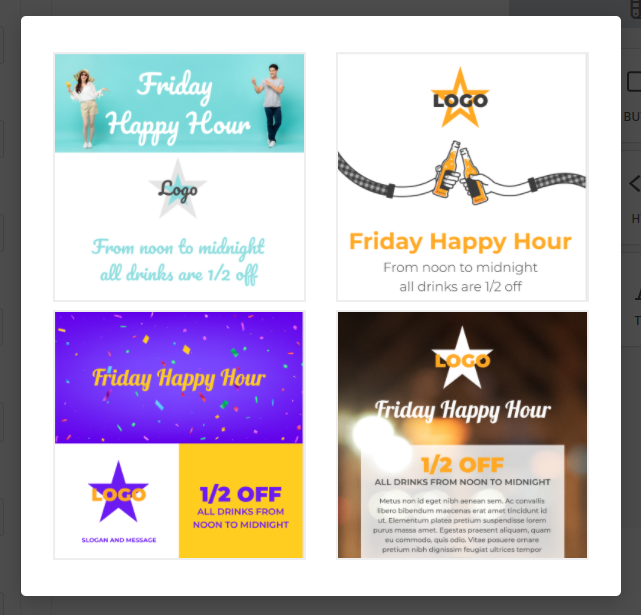 Friday
Happy Hour
Logo
From noon to midnight
all drinks are 1/2 off
LOGO
Friday Happy Hour
From noon to midnight
all drinks are 1/2 off
Friday Happy Hour
LOGO
SLOGAN AND MESSAGE
1/2 OFF
ALL DRINKS FROM
NOON TO MIDNIGHT
LOGO
Friday Happy Hour
1/2 OFF
ALL DRINKS FROM NOON TO MIDNIGHT
Metus non id eget nibh aenean sem. Ac convallis
libero bibendum maecenas erat amet tincidunt id
ut. Elementum platea pretium suspendisse lorem
purus massa amet. Egestas praesent aliquam, quam
eu commodo, quis odio. Vitae posuere ornare
pretium nibh dignissim feugiat ultrices tempor
BU
H
T